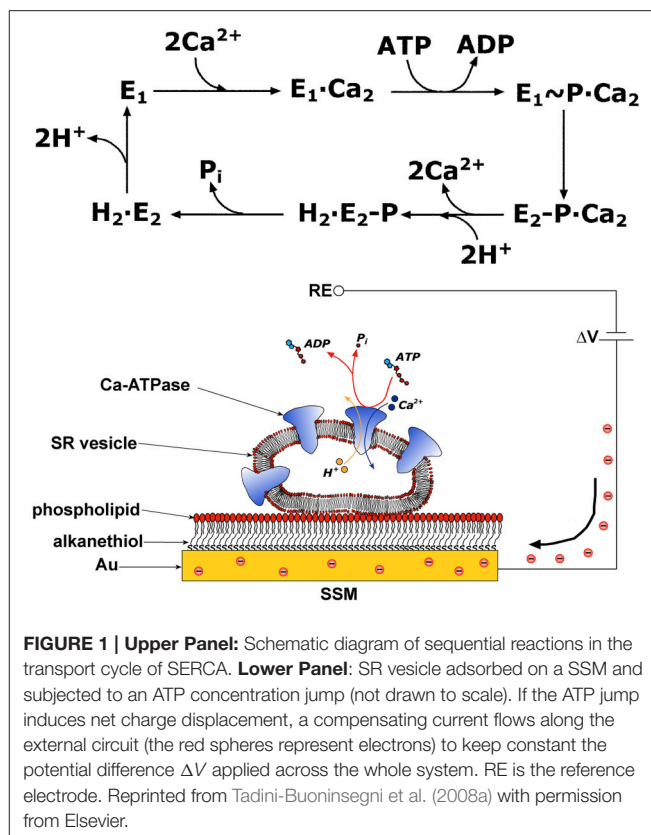 2Ca²⁺ ATP ADP
E₁ E₁·Ca₂ E₁~P·Ca₂
2H⁺ Pᵢ 2Ca²⁺
H₂·E₂ H₂·E₂-P E₂-P·Ca₂
2H⁺
RE
ΔV
ADP Pᵢ ATP
Ca-ATPase
Ca²⁺
SR vesicle
H⁺
phospholipid
alkanethiol
Au
SSM
FIGURE 1 | Upper Panel: Schematic diagram of sequential reactions in the
transport cycle of SERCA. Lower Panel: SR vesicle adsorbed on a SSM and
subjected to an ATP concentration jump (not drawn to scale). If the ATP jump
induces net charge displacement, a compensating current flows along the
external circuit (the red spheres represent electrons) to keep constant the
potential difference ΔV applied across the whole system. RE is the reference
electrode. Reprinted from Tadini-Buoninsegni et al. (2008a) with permission
from Elsevier.